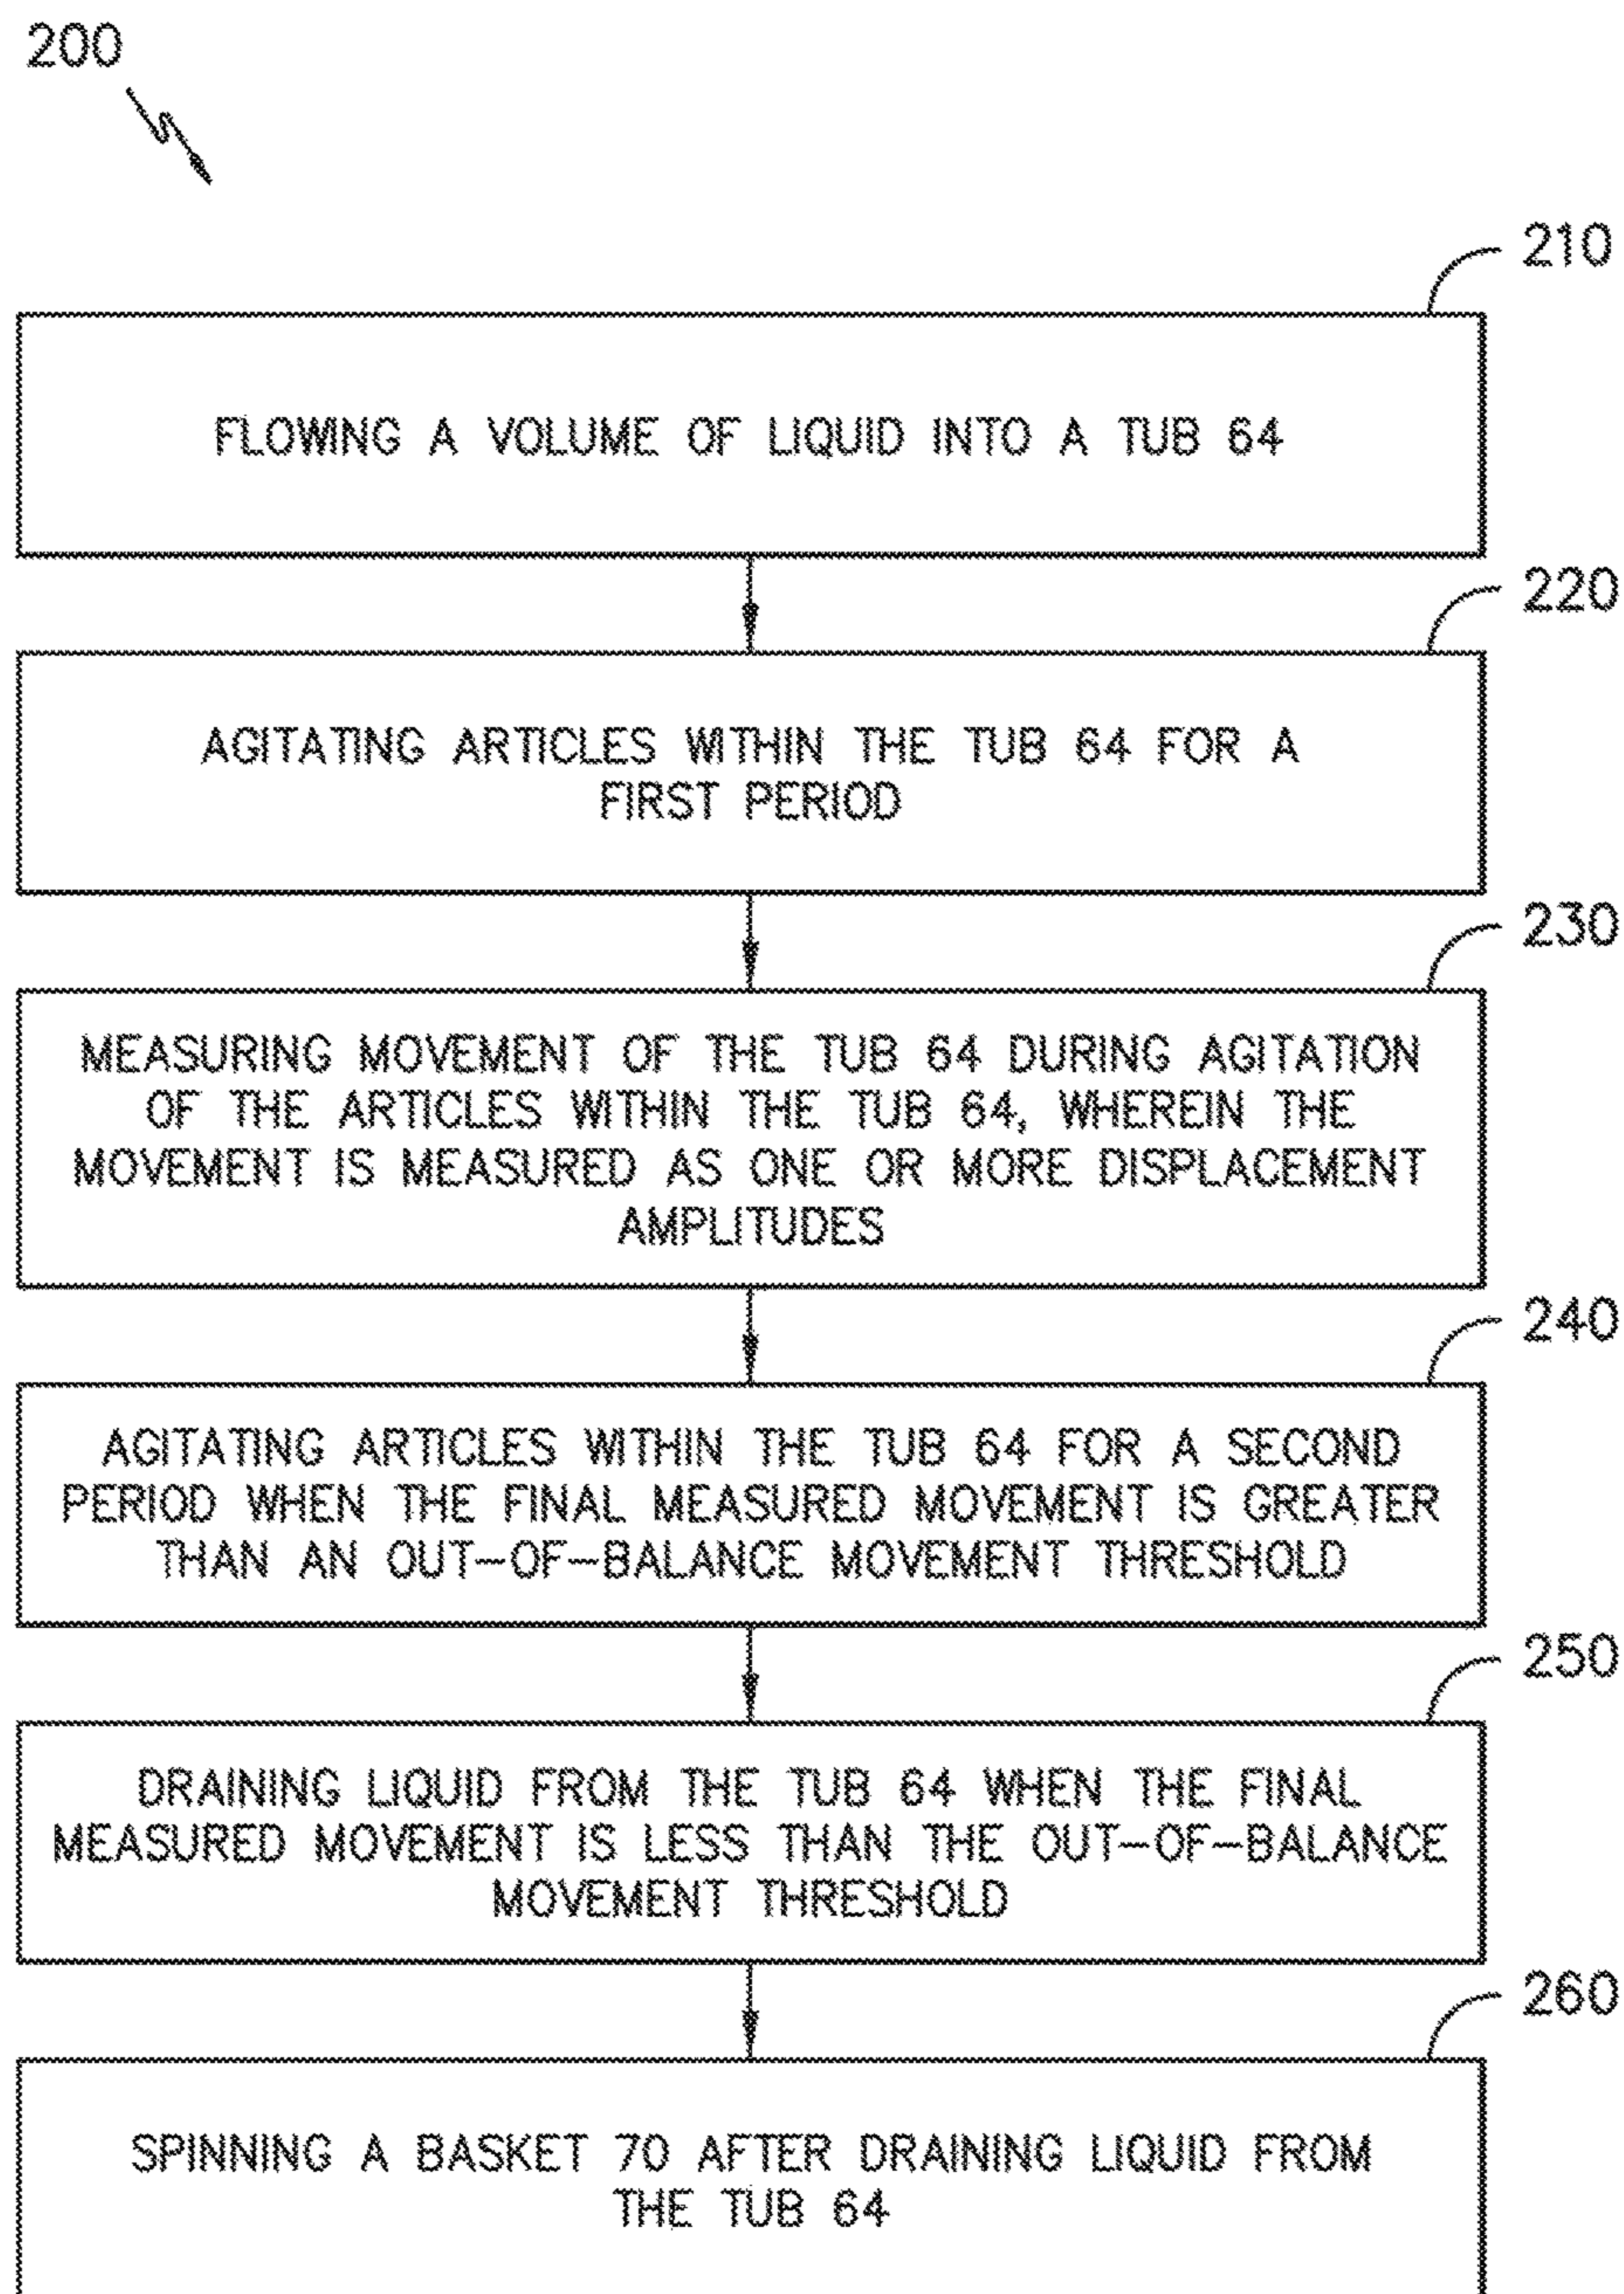 200
210
FLOWING A VOLUME OF LIQUID INTO A TUB 64
220
AGITATING ARTICLES WITHIN THE TUB 64 FOR A
FIRST PERIOD
230
MEASURING MOVEMENT OF THE TUB 64 DURING AGITATION
OF THE ARTICLES WITHIN THE TUB 64, WHEREIN THE
MOVEMENT IS MEASURED AS ONE OR MORE DISPLACEMENT
AMPLITUDES
240
AGITATING ARTICLES WITHIN THE TUB 64 FOR A SECOND
PERIOD WHEN THE FINAL MEASURED MOVEMENT IS GREATER
THAN AN OUT-OF-BALANCE MOVEMENT THRESHOLD
250
DRAINING LIQUID FROM THE TUB 64 WHEN THE FINAL
MEASURED MOVEMENT IS LESS THAN THE OUT-OF-BALANCE
MOVEMENT THRESHOLD
260
SPINNING A BASKET 70 AFTER DRAINING LIQUID FROM
THE TUB 64